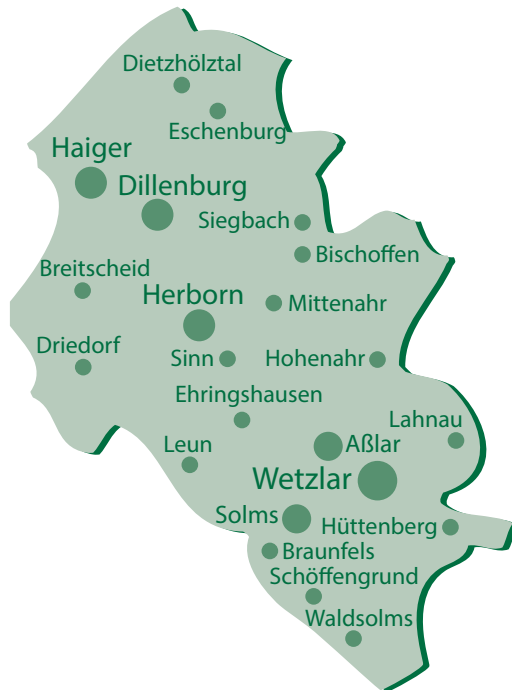 Dietzhölztal
Eschenburg
Haiger
Dillenburg
Siegbach
Bischoffen
Breitscheid
Herborn
Mittenahr
Driedorf
Sinn
Hohenahr
Ehringshausen
Lahnau
Leun
Aßlar
Wetzlar
Solms
Hüttenberg
Braunfels
Schöffengrund
Waldsolms